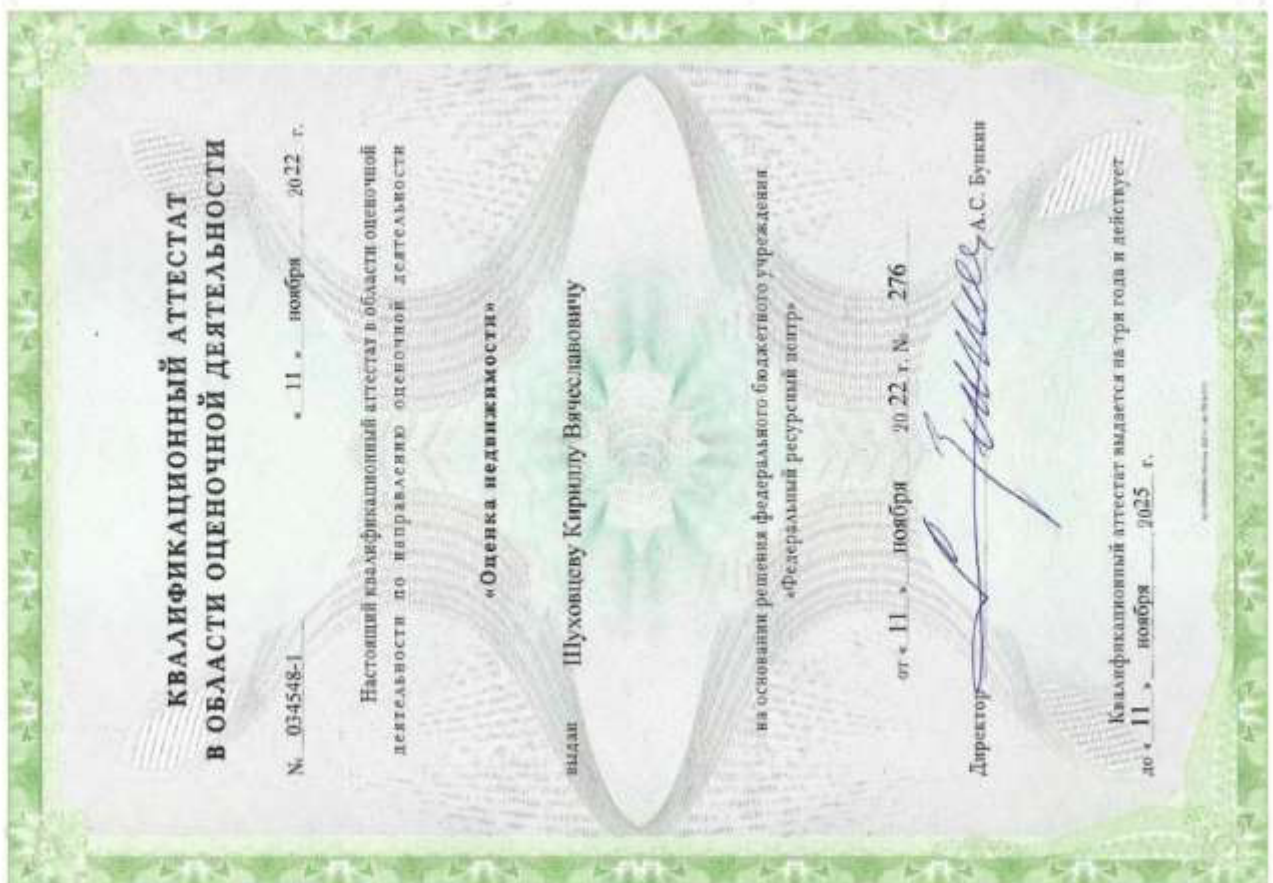 КВАЛИФИКАЦИОННЫЙ АТТЕСТАТ
В ОБЛАСТИ ОЦЕНОЧНОЙ ДЕЯТЕЛЬНОСТИ
№ 034548-1 « 11 » ноября 2022 г.
Настоящий квалификационный аттестат в области оценочной
деятельности по направлению оценочной деятельности
«Оценка недвижимости»
выдан Шуховцеву Кириллу Вячеславовичу
на основании решения федерального бюджетного учреждения
«Федеральный ресурсный центр»
от « 11 » ноября 20 22 г. № 276
Директор А.С. Бункин
Квалификационный аттестат выдается на три года и действует
до « 11 » ноября 2025 г.